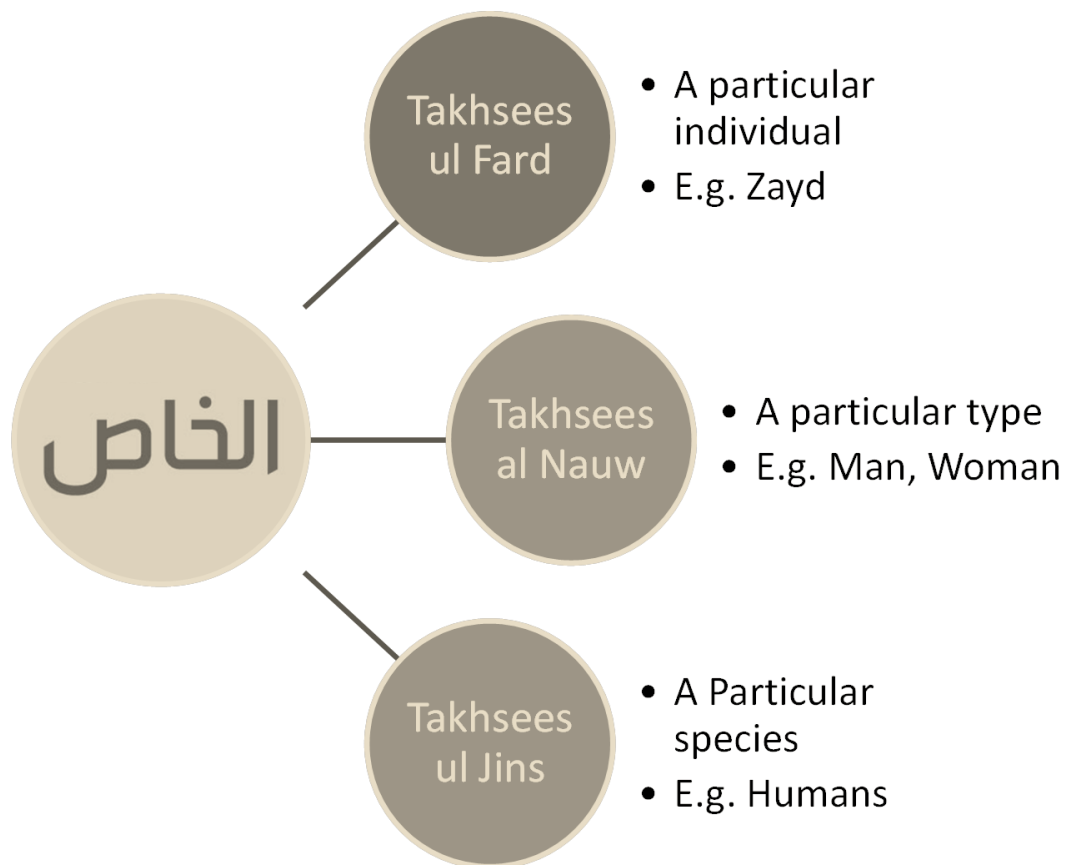 Takhsees
ul Fard
• A particular
individual
• E.g. Zayd
الخاص
Takhsees
al Nauw
• A particular type
• E.g. Man, Woman
Takhsees
ul Jins
• A Particular
species
• E.g. Humans